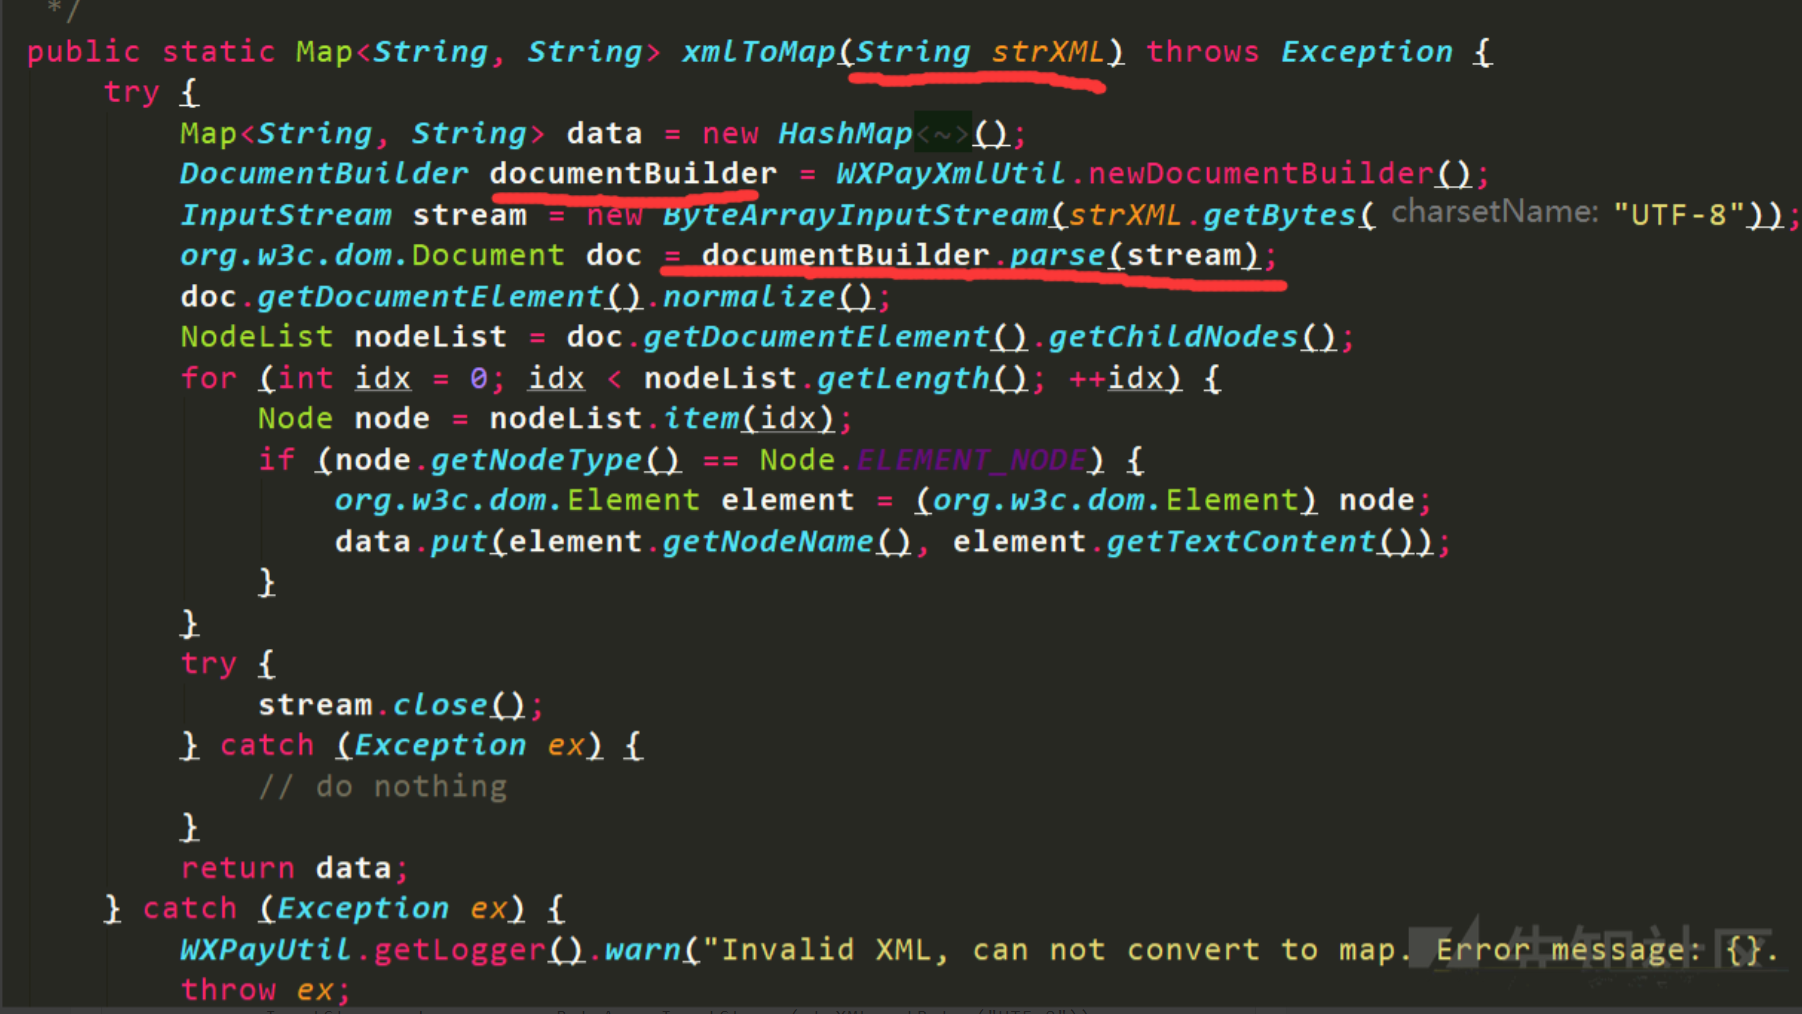 */
public static Map<String, String> xmlToMap(String strXML) throws Exception {
try {
Map<String, String> data = new HashMap<~>();
DocumentBuilder documentBuilder = WXPayXmlUtil.newDocumentBuilder();
InputStream stream = new ByteArrayInputStream(strXML.getBytes( charsetName: "UTF-8"));
org.w3c.dom.Document doc = documentBuilder.parse(stream);
doc.getDocumentElement().normalize();
NodeList nodeList = doc.getDocumentElement().getChildNodes();
for (int idx = 0; idx < nodeList.getLength(); ++idx) {
Node node = nodeList.item(idx);
if (node.getNodeType() == Node.ELEMENT_NODE) {
org.w3c.dom.Element element = (org.w3c.dom.Element) node;
data.put(element.getNodeName(), element.getTextContent());
}
}
try {
stream.close();
} catch (Exception ex) {
// do nothing
}
return data;
} catch (Exception ex) {
WXPayUtil.getLogger().warn("Invalid XML, can not convert to map. Error message: {}.
throw ex;